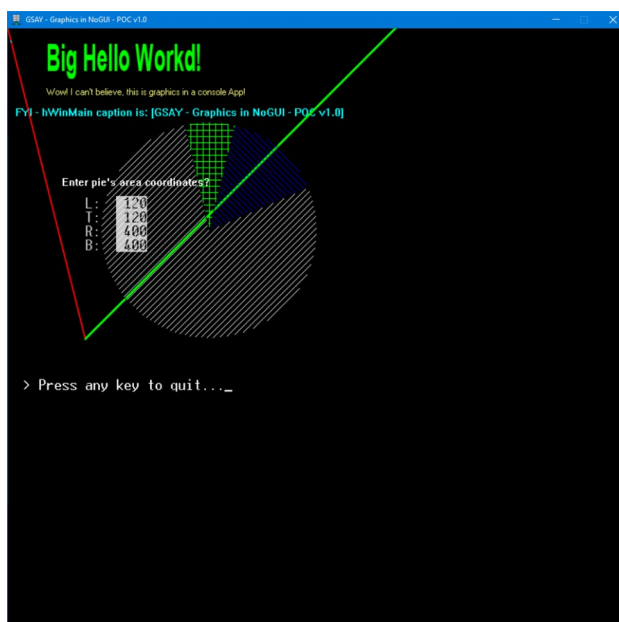 GSAY - Graphics in NoGUI - POC v1.0
Big Hello Workd!
Wow! I can't believe, this is graphics in a console App!
FYI - hWinMain caption is: [GSAY - Graphics in NoGUI - POC v1.0]
Enter pie's area coordinates?
L: 120
T: 120
R: 400
B: 400
> Press any key to quit..._